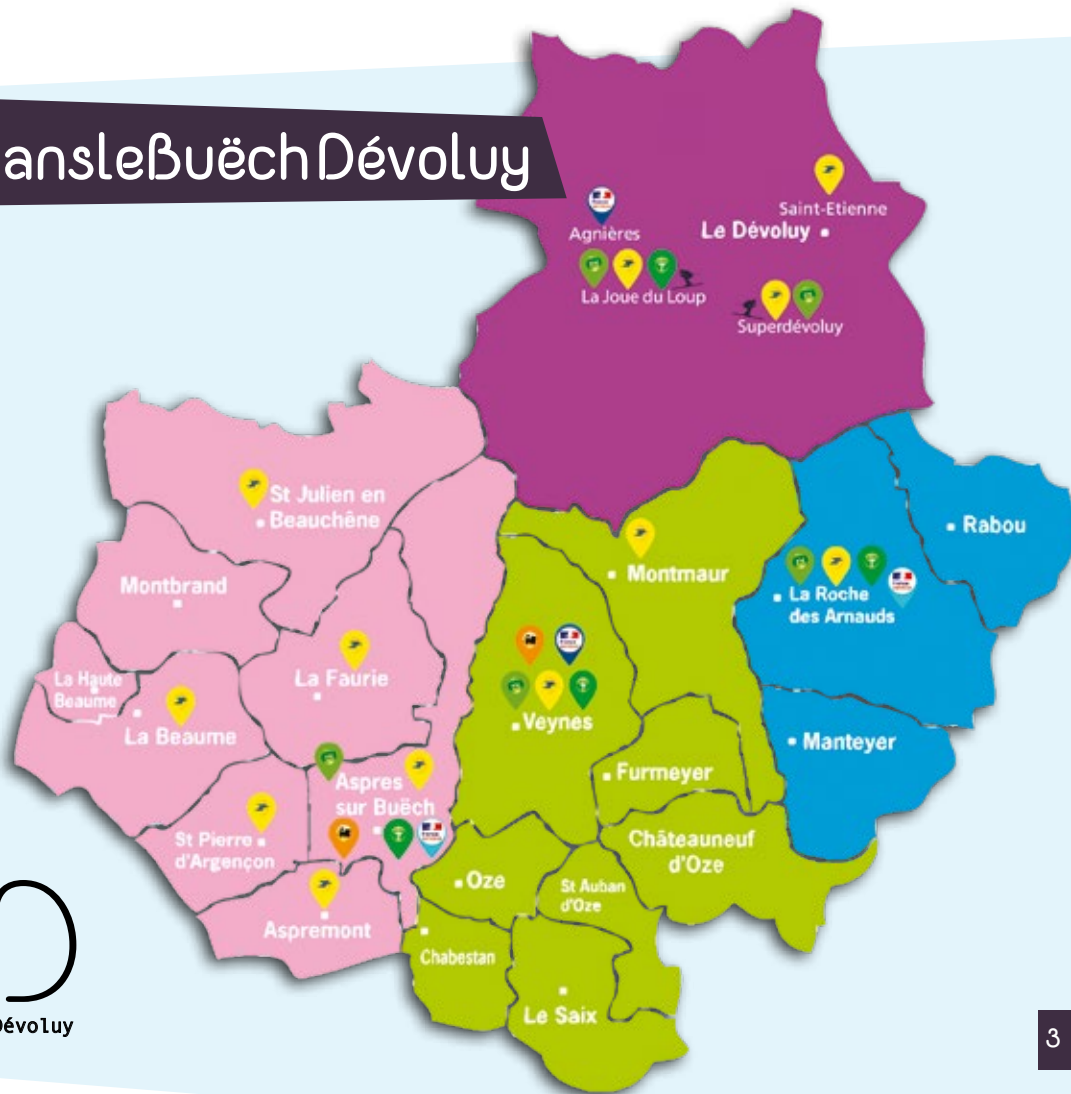 ansleBuëchDévoluy
Saint-Etienne
Agnières
Le Dévoluy
La Joue du Loup
Superdévoluy
St Julien en
Beauchêne
Rabou
Montmaur
Montbrand
La Roche
des Arnauds
La Faurie
La Haute
Beaume
Veynes
La Beaume
Manteyer
Furmeyer
Aspres
sur Buëch
St Pierre
d'Argençon
Châteauneuf
d'Oze
Oze
St Auban
d'Oze
Aspremont
Chabestan
Le Saix
Dévoluy
3